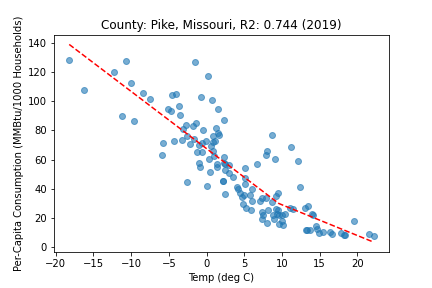 County: Pike, Missouri, R2: 0.744 (2019)
Per-Capita Consumption (MMBtu/1000 Households)
140
120
100
80
60
40
20
0
−20 −15 −10 −5 0 5 10 15 20
Temp (deg C)